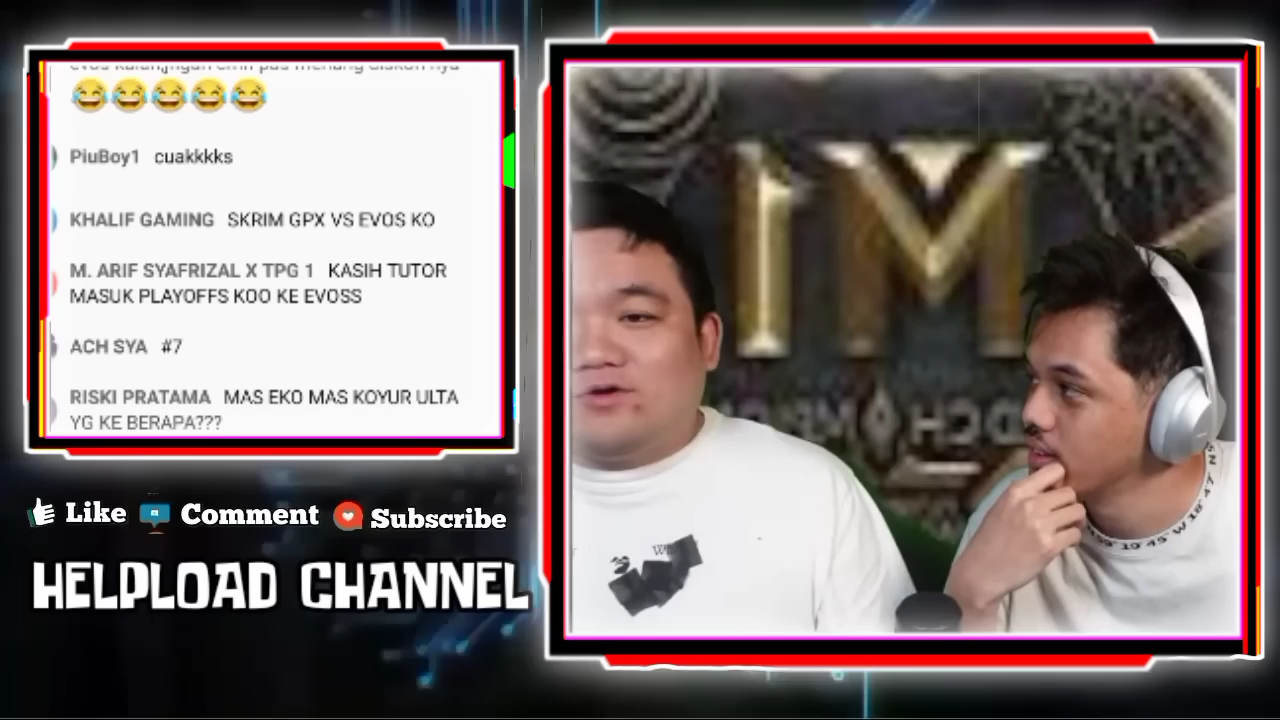 PiuBoy1 cuakkkks
KHALIF GAMING SKRIM GPX VS EVOS KO
M. ARIF SYAFRIZAL X TPG 1 KASIH TUTOR
MASUK PLAYOFFS KOO KE EVOSS
ACH SYA #7
RISKI PRATAMA MAS EKO MAS KOYUR ULTA
YG KE BERAPA???
Like Comment Subscribe
HELPLOAD CHANNEL